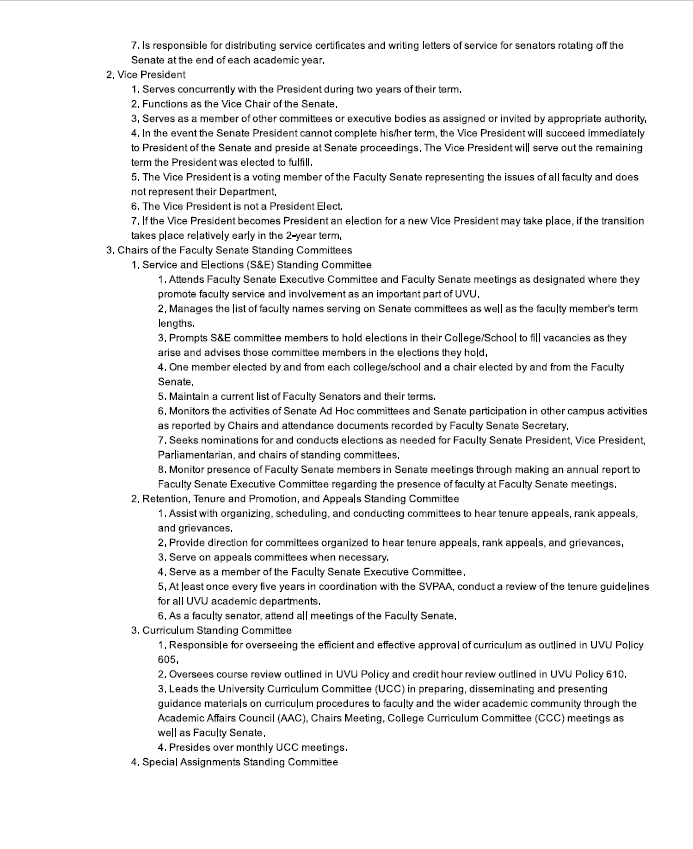 7. Is responsible for distributing service certificates and writing letters of service for senators rotating off the
Senate at the end of each academic year.
2. Vice President
1. Serves concurrently with the President during two years of their term.
2. Functions as the Vice Chair of the Senate.
3. Serves as a member of other committees or executive bodies as assigned or invited by appropriate authority.
4. In the event the Senate President cannot complete his/her term, the Vice President will succeed immediately
to President of the Senate and preside at Senate proceedings. The Vice President will serve out the remaining
term the President was elected to fulfill.
5. The Vice President is a voting member of the Faculty Senate representing the issues of all faculty and does
not represent their Department.
6. The Vice President is not a President Elect.
7. If the Vice President becomes President an election for a new Vice President may take place, if the transition
takes place relatively early in the 2-year term.
3. Chairs of the Faculty Senate Standing Committees
1. Service and Elections (S&E) Standing Committee
1. Attends Faculty Senate Executive Committee and Faculty Senate meetings as designated where they
promote faculty service and involvement as an important part of UVU.
2. Manages the list of faculty names serving on Senate committees as well as the faculty member's term
lengths.
3. Prompts S&E committee members to hold elections in their College/School to fill vacancies as they
arise and advises those committee members in the elections they hold.
4. One member elected by and from each college/school and a chair elected by and from the Faculty
Senate.
5. Maintain a current list of Faculty Senators and their terms.
6. Monitors the activities of Senate Ad Hoc committees and Senate participation in other campus activities
as reported by Chairs and attendance documents recorded by Faculty Senate Secretary.
7. Seeks nominations for and conducts elections as needed for Faculty Senate President, Vice President,
Parliamentarian, and chairs of standing committees.
8. Monitor presence of Faculty Senate members in Senate meetings through making an annual report to
Faculty Senate Executive Committee regarding the presence of faculty at Faculty Senate meetings.
2. Retention, Tenure and Promotion, and Appeals Standing Committee
1. Assist with organizing, scheduling, and conducting committees to hear tenure appeals, rank appeals,
and grievances.
2. Provide direction for committees organized to hear tenure appeals, rank appeals, and grievances.
3. Serve on appeals committees when necessary.
4. Serve as a member of the Faculty Senate Executive Committee.
5. At least once every five years in coordination with the SVPAA, conduct a review of the tenure guidelines
for all UVU academic departments.
6. As a faculty senator, attend all meetings of the Faculty Senate.
3. Curriculum Standing Committee
1. Responsible for overseeing the efficient and effective approval of curriculum as outlined in UVU Policy
605.
2. Oversees course review outlined in UVU Policy and credit hour review outlined in UVU Policy 610.
3. Leads the University Curriculum Committee (UCC) in preparing, disseminating and presenting
guidance materials on curriculum procedures to faculty and the wider academic community through the
Academic Affairs Council (AAC), Chairs Meeting, College Curriculum Committee (CCC) meetings as
well as Faculty Senate.
4. Presides over monthly UCC meetings.
4. Special Assignments Standing Committee